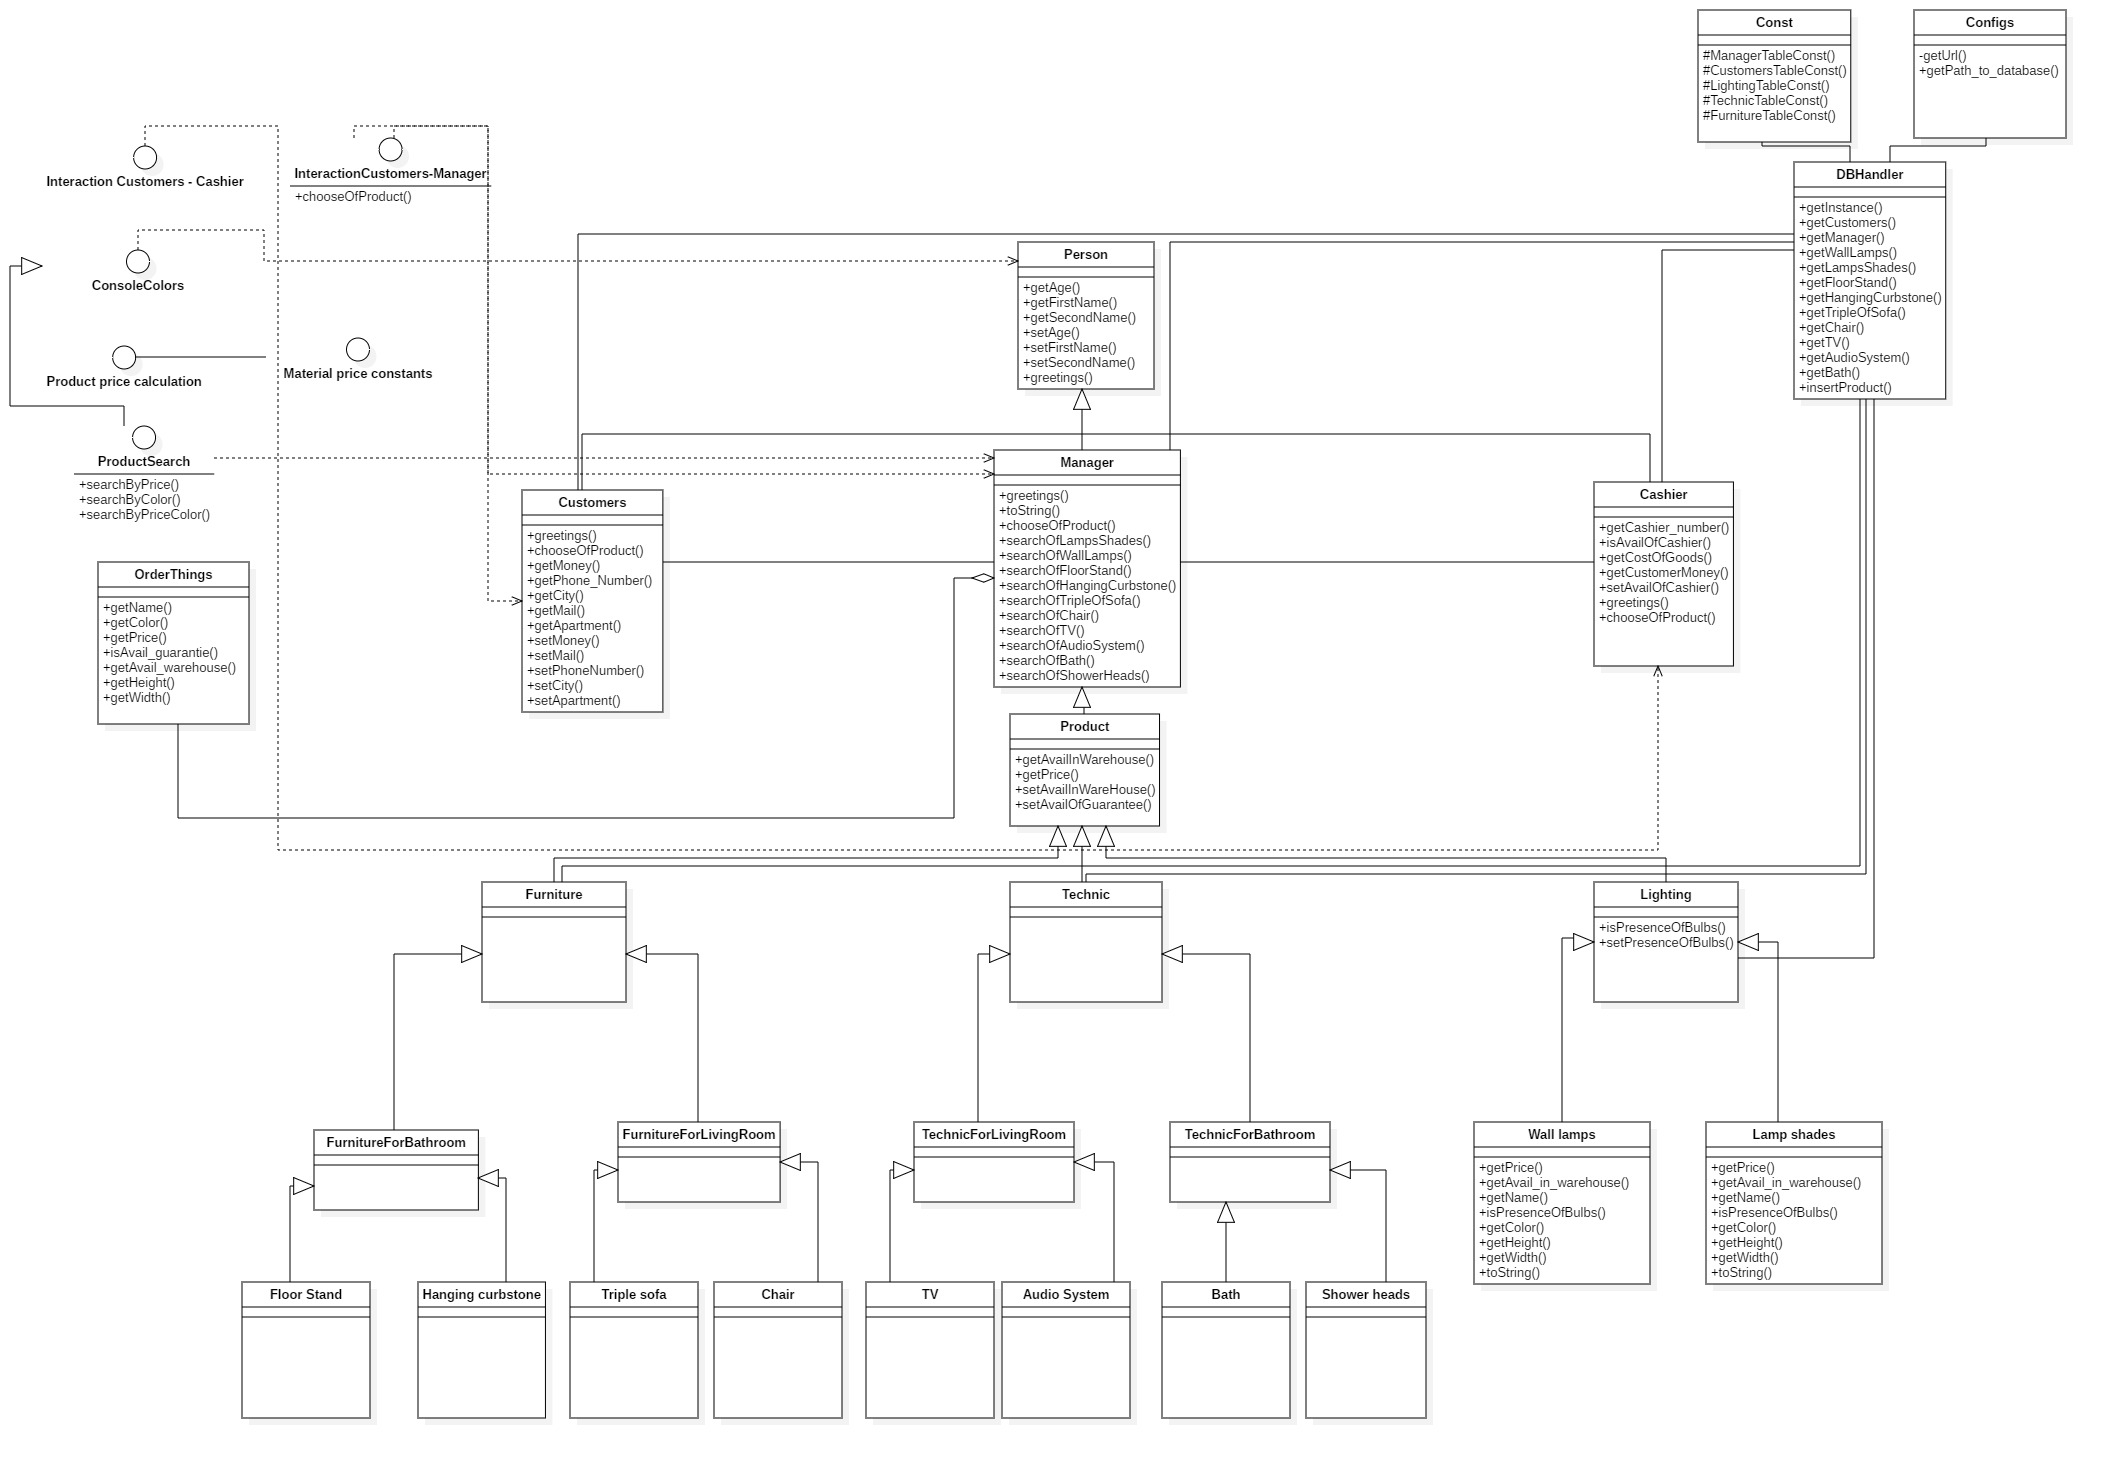 Const
#ManagerTableConst()
#CustomersTableConst()
#LightingTableConst()
#TechnicTableConst()
#FurnitureTableConst()
Configs
-getUrl()
+getPath_to_database()
Interaction Customers - Cashier
InteractionCustomers-Manager
+chooseOfProduct()
ConsoleColors
Product price calculation
Material price constants
ProductSearch
+searchByPrice()
+searchByColor()
+searchByPriceColor()
DBHandler
+getInstance()
+getCustomers()
+getManager()
+getWallLamps()
+getLampsShades()
+getFloorStand()
+getHangingCurbstone()
+getTripleOfSofa()
+getChair()
+getTV()
+getAudioSystem()
+getBath()
+insertProduct()
Person
+getAge()
+getFirstName()
+getSecondName()
+setAge()
+setFirstName()
+setSecondName()
+greetings()
Manager
+greetings()
+toString()
+chooseOfProduct()
+searchOfLampsShades()
+searchOfWallLamps()
+searchOfFloorStand()
+searchOfHangingCurbstone()
+searchOfTripleOfSofa()
+searchOfChair()
+searchOfTV()
+searchOfAudioSystem()
+searchOfBath()
+searchOfShowerHeads()
Customers
+greetings()
+chooseOfProduct()
+getMoney()
+getPhone_Number()
+getCity()
+getMail()
+getApartment()
+setMoney()
+setMail()
+setPhoneNumber()
+setCity()
+setApartment()
Cashier
+getCashier_number()
+isAvailOfCashier()
+getCostOfGoods()
+getCustomerMoney()
+setAvailOfCashier()
+greetings()
+chooseOfProduct()
OrderThings
+getName()
+getColor()
+getPrice()
+isAvail_guarantie()
+getAvail_warehouse()
+getHeight()
+getWidth()
Product
+getAvailInWarehouse()
+getPrice()
+setAvailInWareHouse()
+setAvailOfGuarantee()
Furniture
Technic
Lighting
+isPresenceOfBulbs()
+setPresenceOfBulbs()
FurnitureForBathroom
FurnitureForLivingRoom
TechnicForLivingRoom
TechnicForBathroom
Wall lamps
+getPrice()
+getAvail_in_warehouse()
+getName()
+isPresenceOfBulbs()
+getColor()
+getHeight()
+getWidth()
+toString()
Lamp shades
+getPrice()
+getAvail_in_warehouse()
+getName()
+isPresenceOfBulbs()
+getColor()
+getHeight()
+getWidth()
+toString()
Floor Stand
Hanging curbstone
Triple sofa
Chair
TV
Audio System
Bath
Shower heads